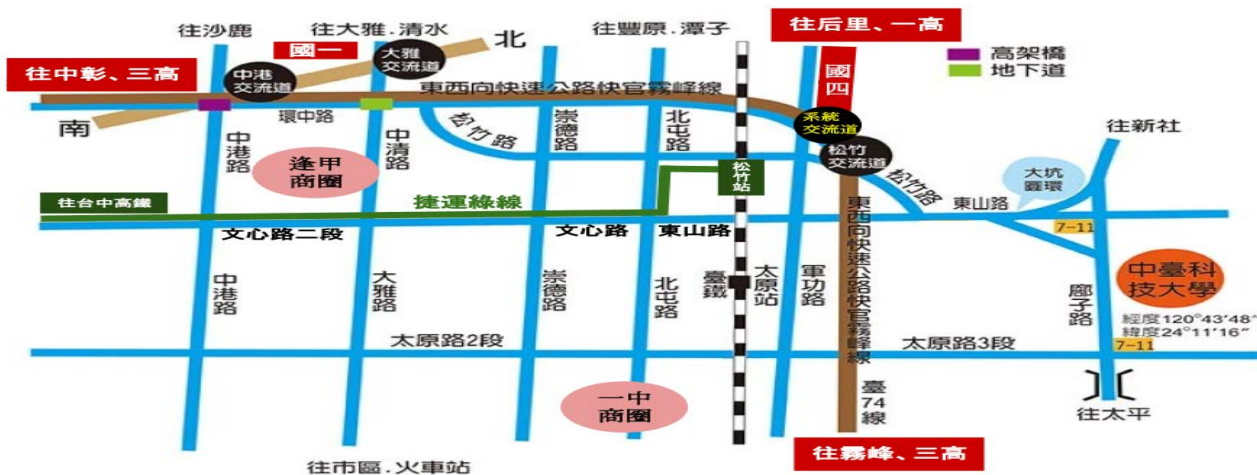 往沙鹿
往大雅.清水
往豐原.潭子
往后里、一高
國一
北
大雅
交流道
高架橋
地下道
往中彰、三高
中港
交流道
國四
東西向快速公路快官霧峰線
南
環中路
松竹路
崇德路
北屯路
系統
交流道
往新社
中港路
中清路
逢甲
商圈
松竹站
松竹
交流道
松竹路
大坑
圓環
往台中高鐵
捷運綠線
東山路
文心路二段
文心路
東山路
7-11
中港路
大雅路
崇德路
北屯路
臺鐵
太原站
軍功路
東西向快速公路快官霧峰線
廍子路
中臺科
技大學
經度120°43'48"
緯度24°11'16"
太原路2段
太原路3段
7-11
一中
商圈
臺74線
往太平
往市區.火車站
往霧峰、三高